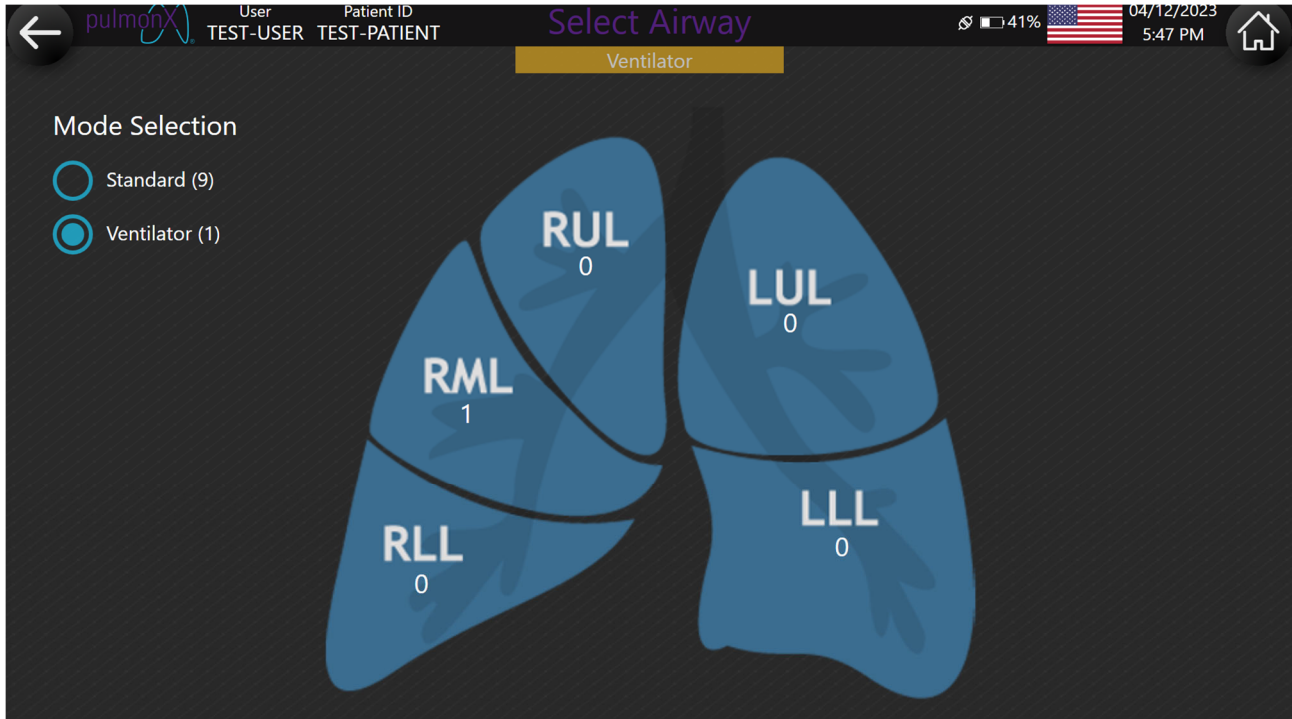 pulmonX
User
TEST-USER
Patient ID
TEST-PATIENT
Select Airway
41%
04/12/2023
5:47 PM
Ventilator
Mode Selection
Standard (9)
Ventilator (1)
RUL
0
LUL
0
RML
1
LLL
0
RLL
0